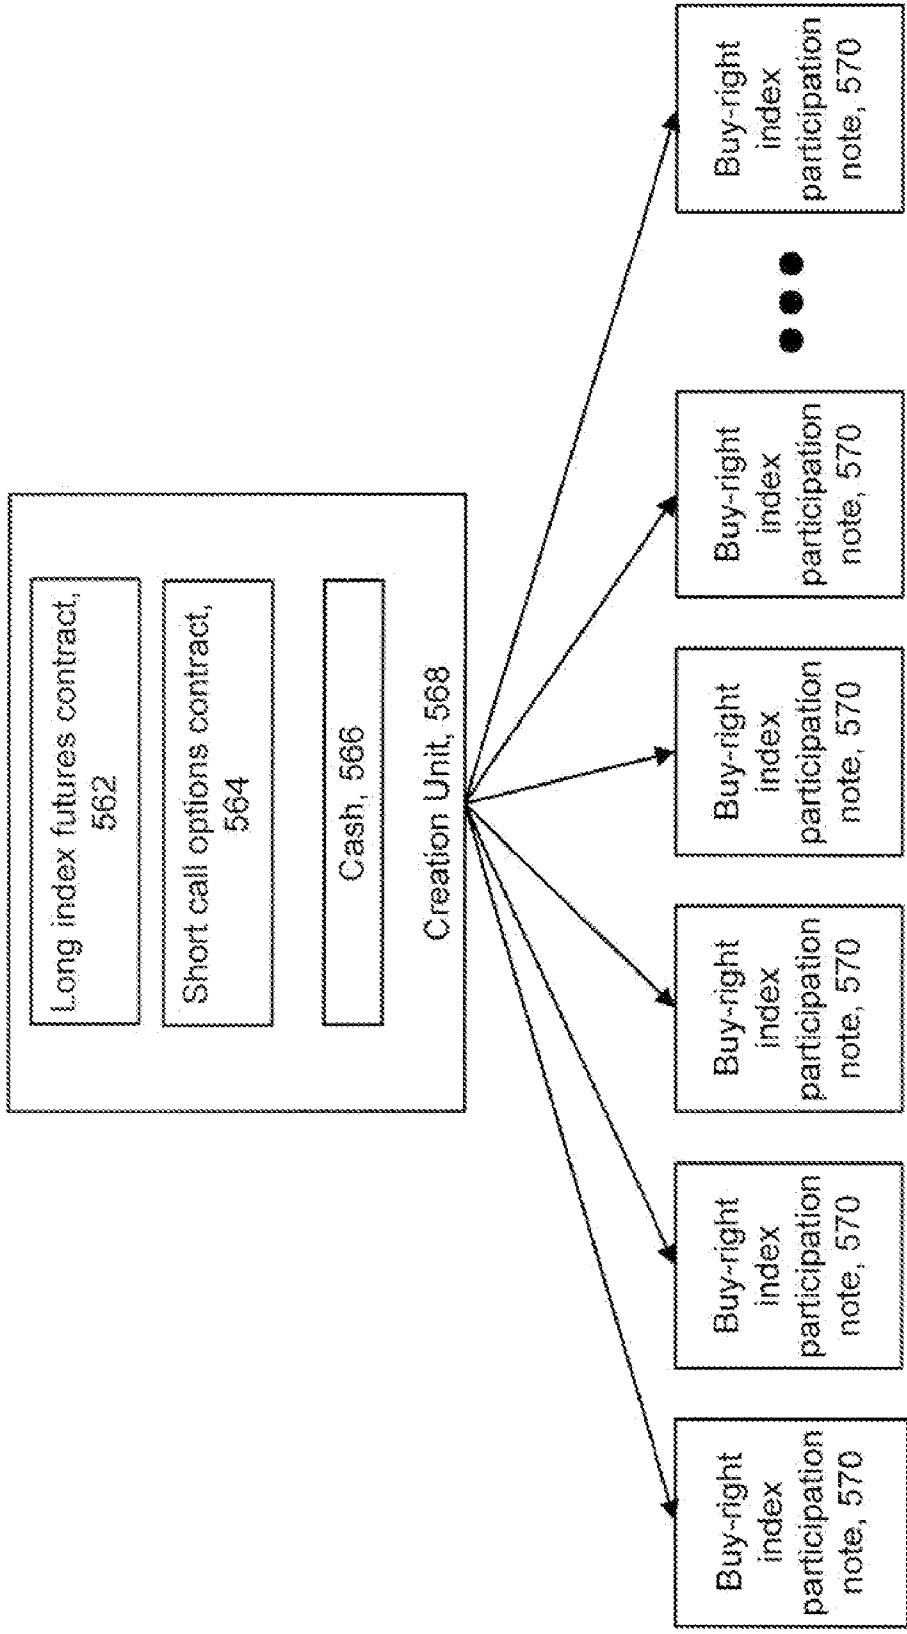 Long index futures contract,
562
Short call options contract,
564
Cash, 566
Creation Unit, 568
Buy-right
index
participation
note, 570
Buy-right
index
participation
note, 570
Buy-right
index
participation
note, 570
Buy-right
index
participation
note, 570
Buy-right
index
participation
note, 570
Buy-right
index
participation
note, 570